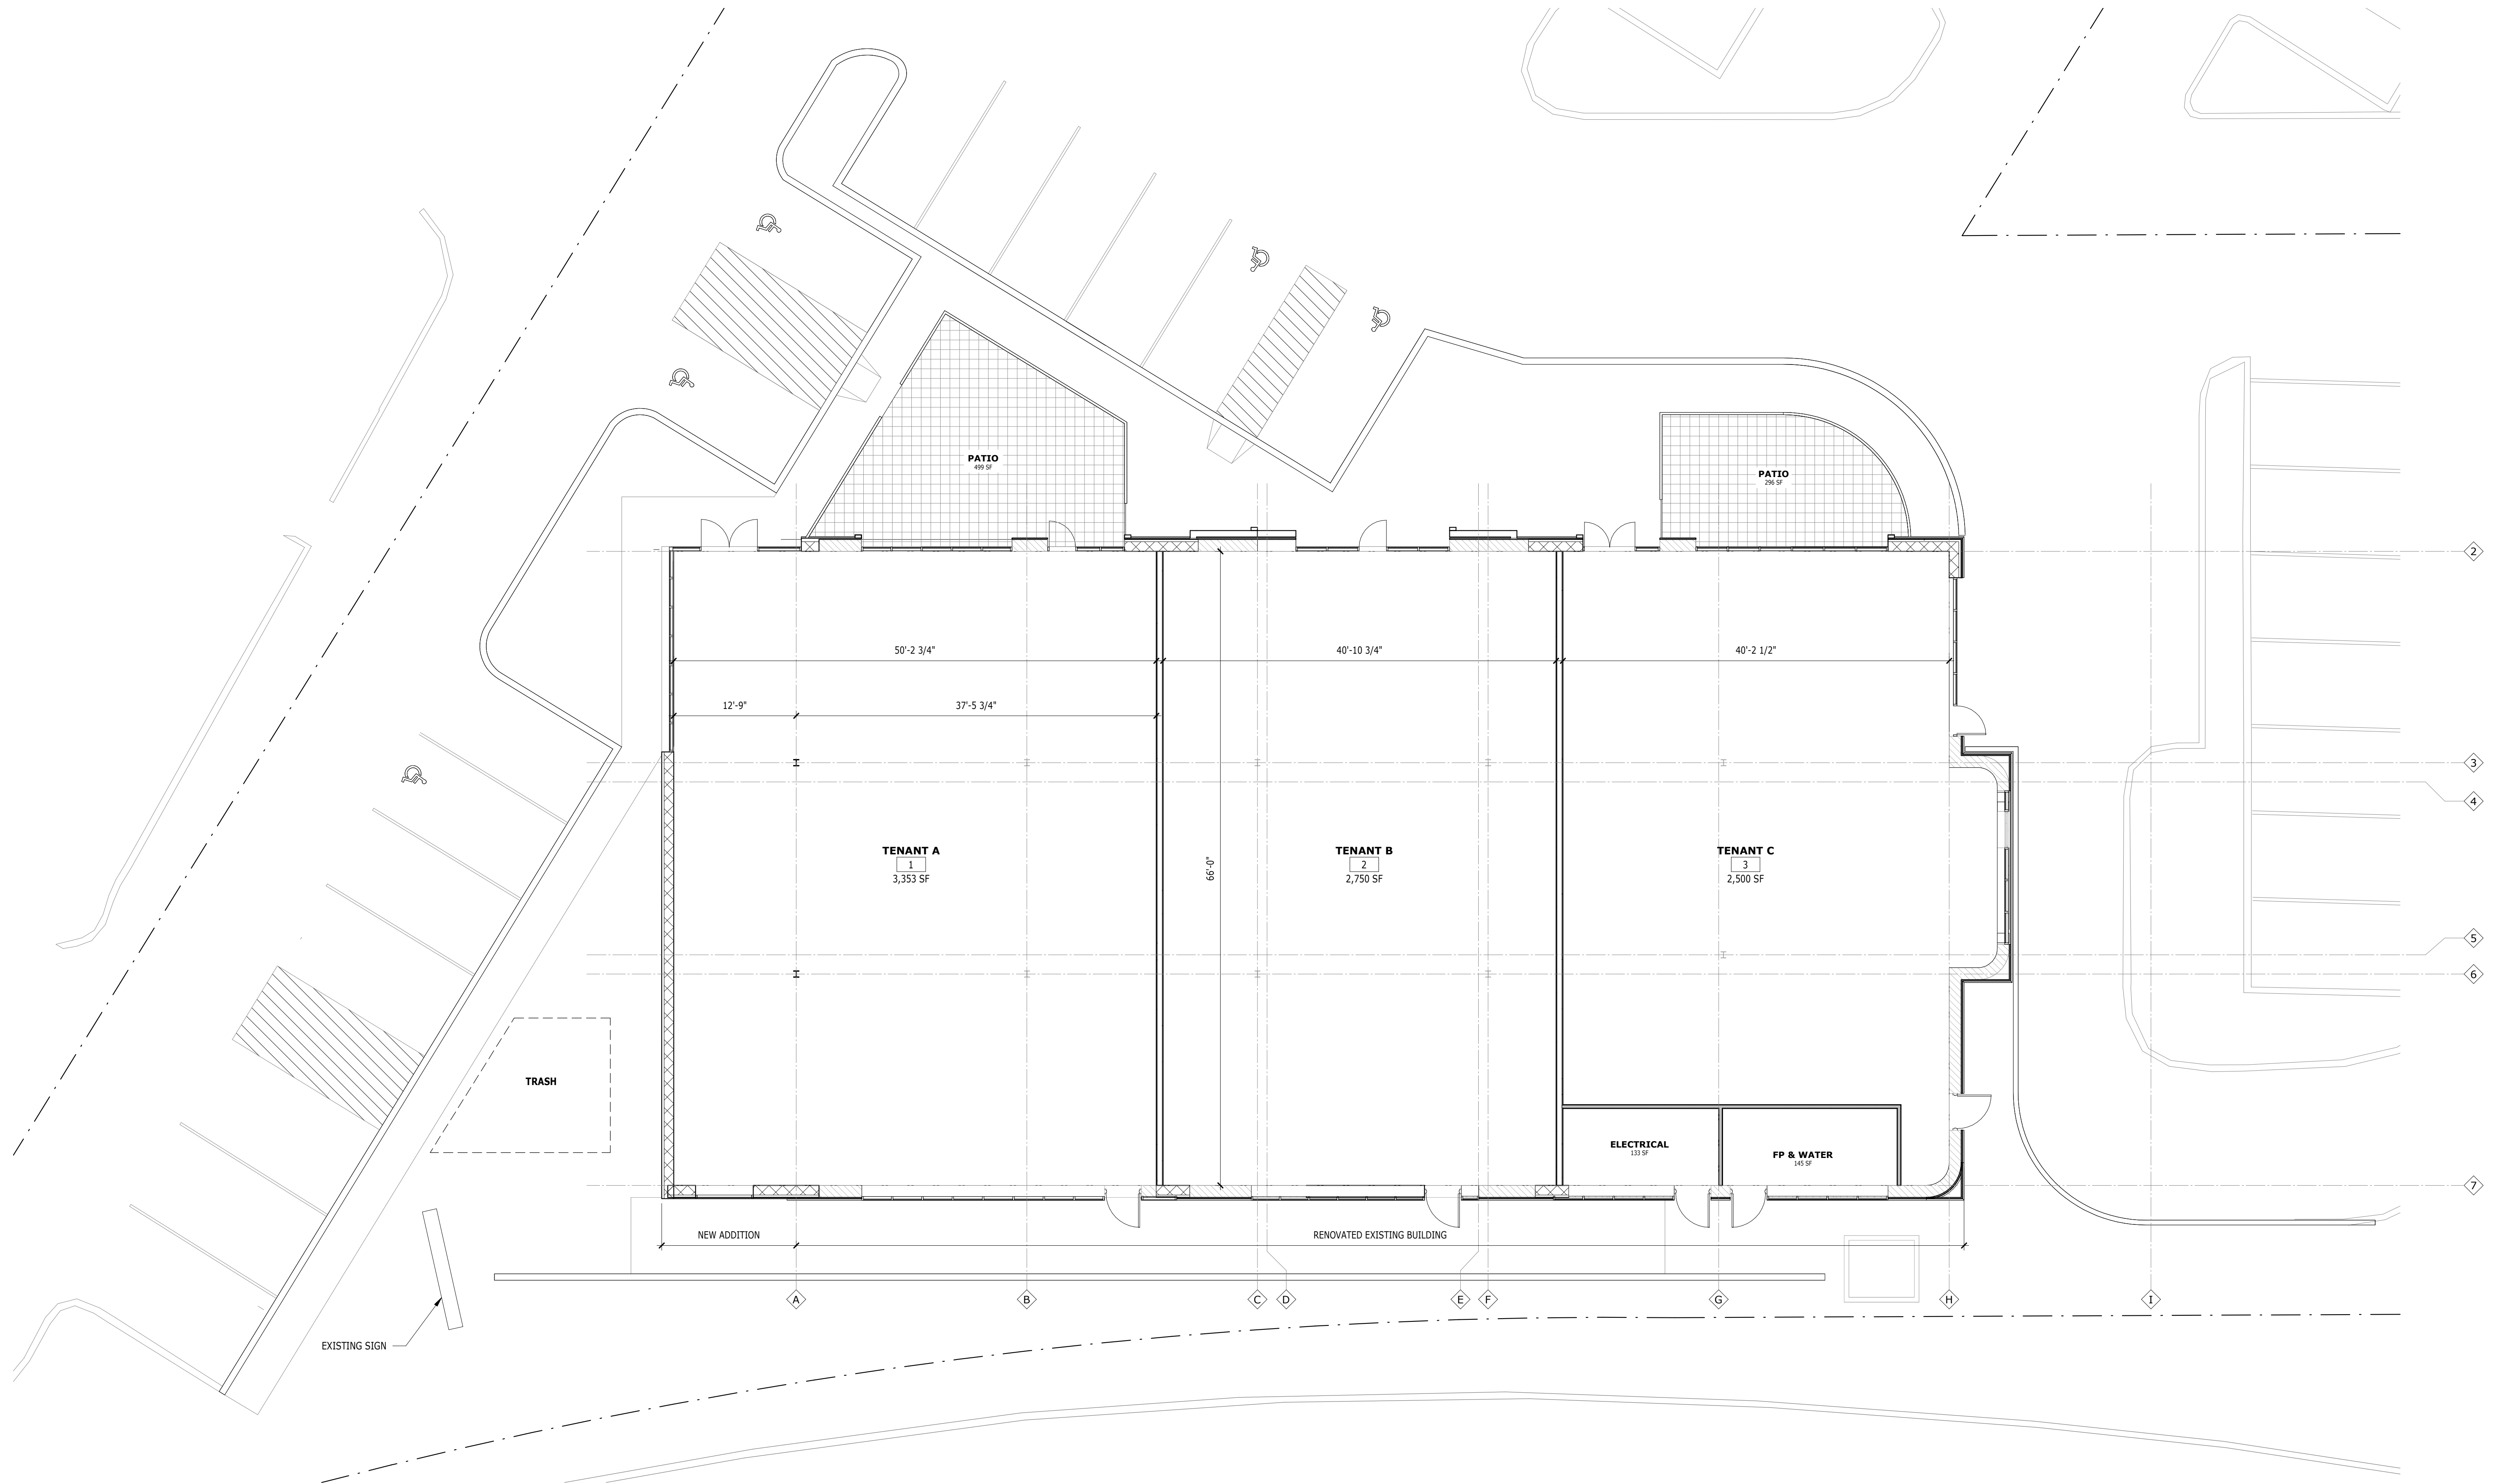 PATIO
499 SF
PATIO
296 SF
2
50'-2 3/4"
40'-10 3/4"
40'-2 1/2"
12'-9"
37'-5 3/4"
3
4
TENANT A
1
3,353 SF
66'-0"
TENANT B
2
2,750 SF
TENANT C
3
2,500 SF
5
6
TRASH
ELECTRICAL
133 SF
FP & WATER
145 SF
7
NEW ADDITION
RENOVATED EXISTING BUILDING
A
B
C
D
E
F
G
H
I
EXISTING SIGN